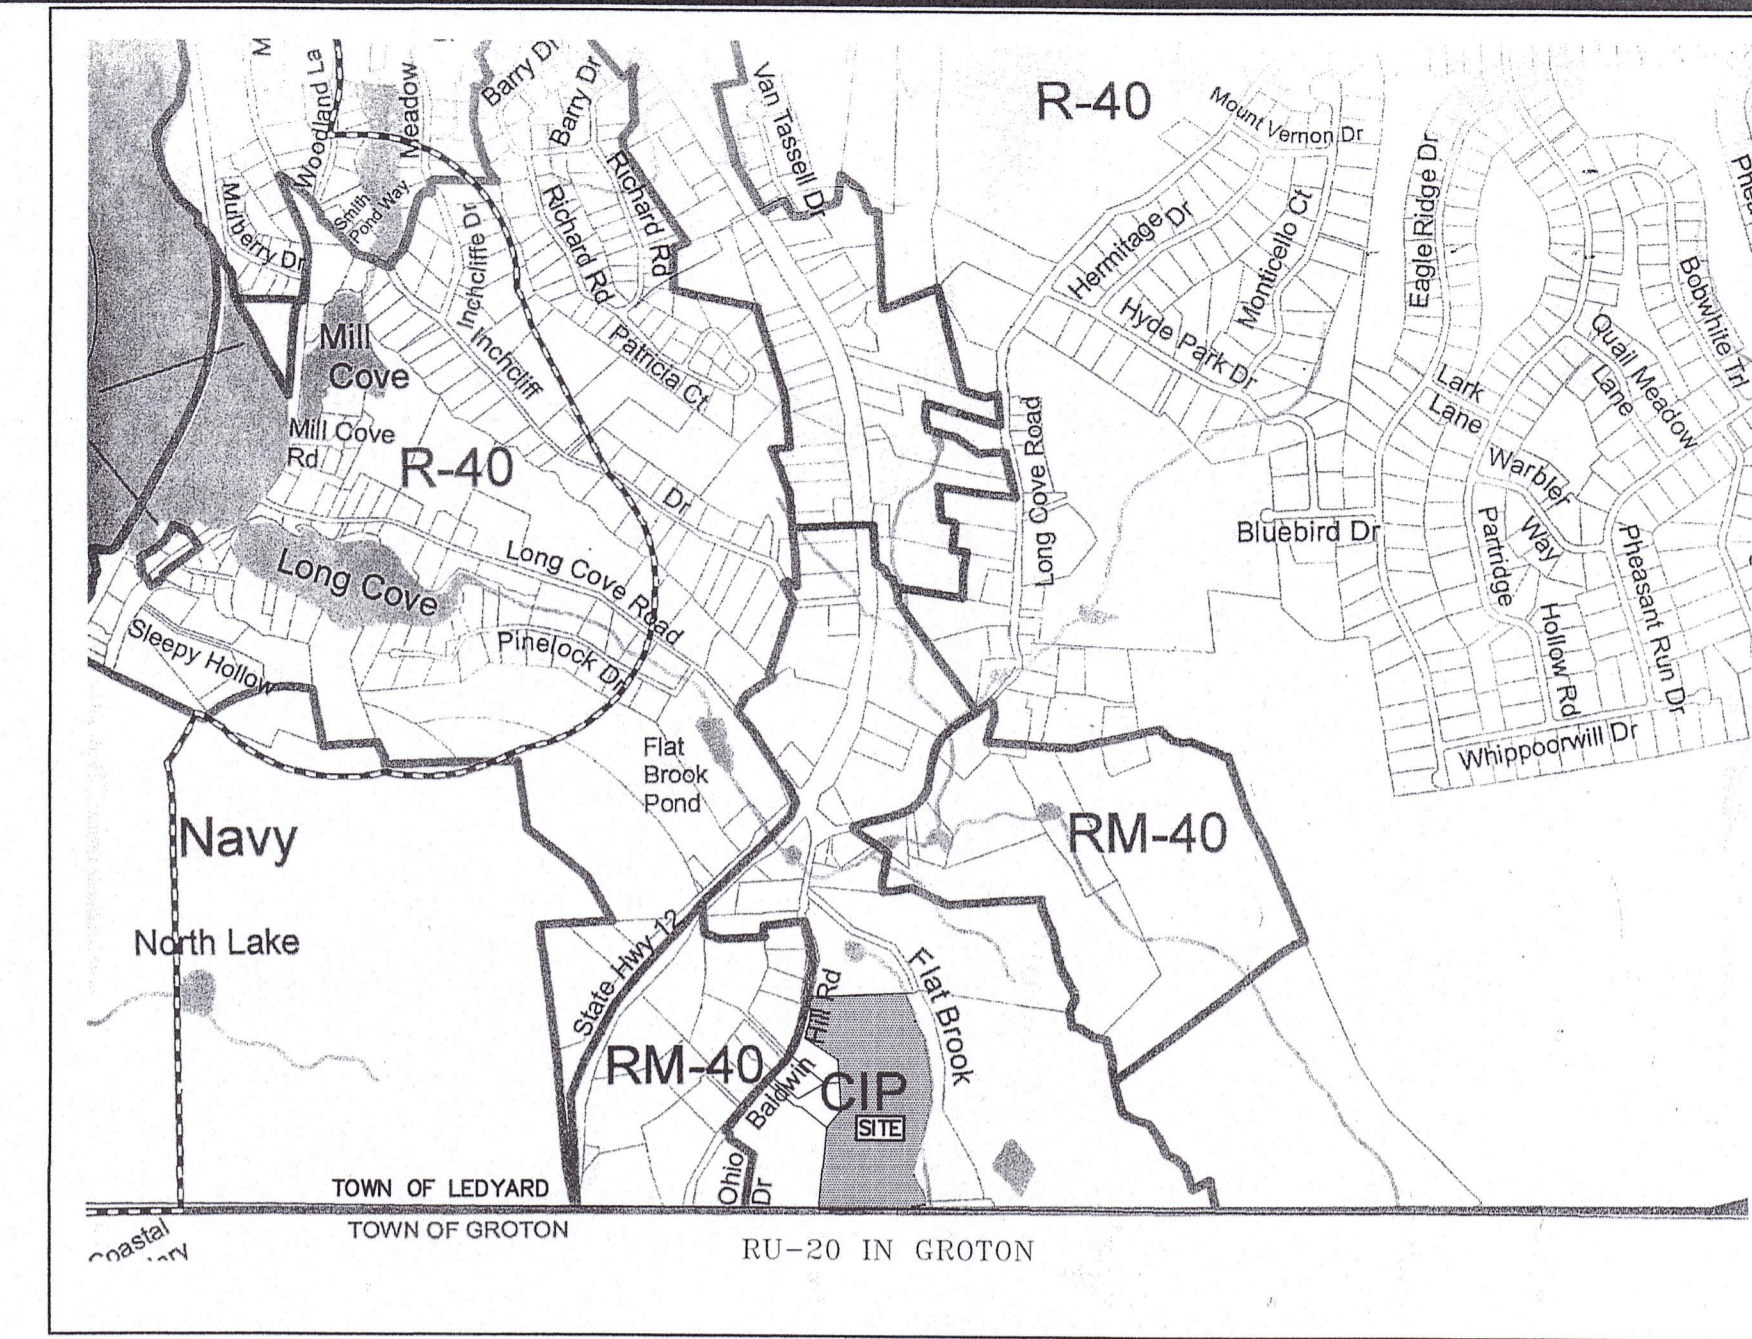 M
Woodland La
Meadow
Barry Dr
Barry Dr
Van Tassell Dr
R-40
Mount Vernon Dr
Eagle Ridge Dr
Mulberry Dr
Smith
Pond Way
Inchcliffe Dr
Richard Rd
Richard Rd
Hermitage Dr
Monticello Ct
Hyde Park Dr
Bobwhite Trl
Quail Meadow
Lane
Mill
Cove
Inchcliff
Dr
Patricia Ct
Lark
Lane
Mill Cove
Rd
R-40
Long Cove Road
Warbler
Way
Bluebird Dr
Partridge
Hollow Rd
Pheasant Run Dr
Long Cove
Long Cove Road
Sleepy Hollow
Pinelock Dr
Whippoorwill Dr
Flat
Brook
Pond
Navy
RM-40
North Lake
State Hwy 12
Flat Brook
RM-40
Baldwin Hill Rd
CIP
SITE
Ohio
Dr
TOWN OF LEDYARD
TOWN OF GROTON
Coastal
RU-20 IN GROTON